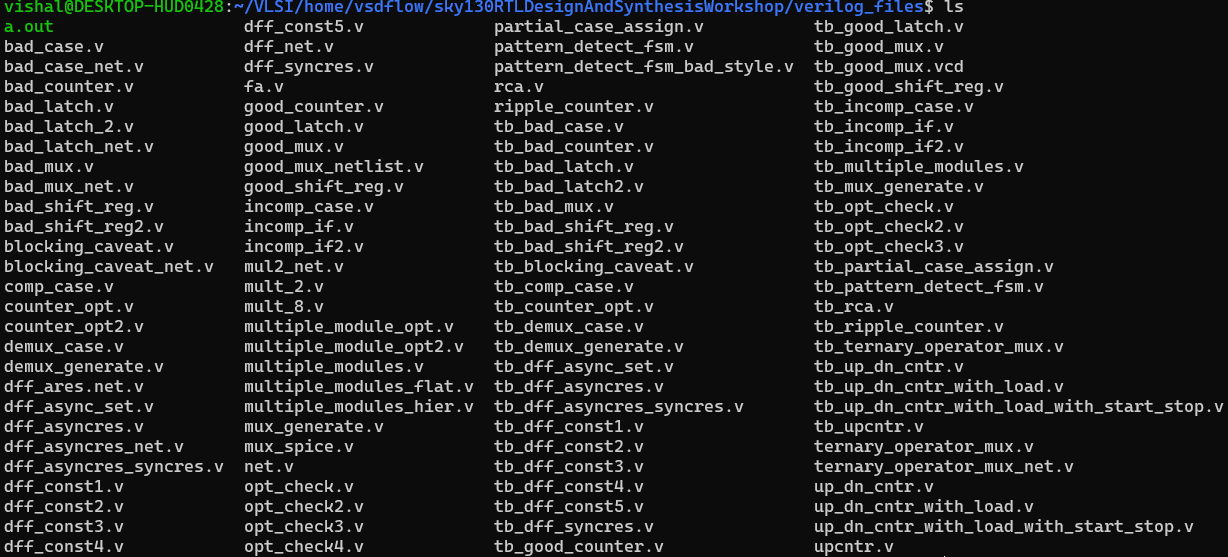 vishal@DESKTOP-HUD0428:~/VLSI/home/vsdflow/sky130RTLDesignAndSynthesisWorkshop/verilog_files$ ls
a.out dff_const5.v partial_case_assign.v tb_good_latch.v
bad_case.v dff_net.v pattern_detect_fsm.v tb_good_mux.v
bad_case_net.v dff_syncres.v pattern_detect_fsm_bad_style.v tb_good_mux.vcd
bad_counter.v fa.v rca.v tb_good_shift_reg.v
bad_latch.v good_counter.v ripple_counter.v tb_incomp_case.v
bad_latch_2.v good_latch.v tb_bad_case.v tb_incomp_if.v
bad_latch_net.v good_mux.v tb_bad_counter.v tb_incomp_if2.v
bad_mux.v good_mux_netlist.v tb_bad_latch.v tb_multiple_modules.v
bad_mux_net.v good_shift_reg.v tb_bad_latch2.v tb_mux_generate.v
bad_shift_reg.v incomp_case.v tb_bad_mux.v tb_opt_check.v
bad_shift_reg2.v incomp_if.v tb_bad_shift_reg.v tb_opt_check2.v
blocking_caveat.v incomp_if2.v tb_bad_shift_reg2.v tb_opt_check3.v
blocking_caveat_net.v mul2_net.v tb_blocking_caveat.v tb_partial_case_assign.v
comp_case.v mult_2.v tb_comp_case.v tb_pattern_detect_fsm.v
counter_opt.v mult_8.v tb_counter_opt.v tb_rca.v
counter_opt2.v multiple_module_opt.v tb_demux_case.v tb_ripple_counter.v
demux_case.v multiple_module_opt2.v tb_demux_generate.v tb_ternary_operator_mux.v
demux_generate.v multiple_modules.v tb_dff_async_set.v tb_up_dn_cntr.v
dff_ares.net.v multiple_modules_flat.v tb_dff_asyncres.v tb_up_dn_cntr_with_load.v
dff_async_set.v multiple_modules_hier.v tb_dff_asyncres_syncres.v tb_up_dn_cntr_with_load_with_start_stop.v
dff_asyncres.v mux_generate.v tb_dff_const1.v tb_upcntr.v
dff_asyncres_net.v mux_spice.v tb_dff_const2.v ternary_operator_mux.v
dff_asyncres_syncres.v net.v tb_dff_const3.v ternary_operator_mux_net.v
dff_const1.v opt_check.v tb_dff_const4.v up_dn_cntr.v
dff_const2.v opt_check2.v tb_dff_const5.v up_dn_cntr_with_load.v
dff_const3.v opt_check3.v tb_dff_syncres.v up_dn_cntr_with_load_with_start_stop.v
dff_const4.v opt_check4.v tb_good_counter.v upcntr.v